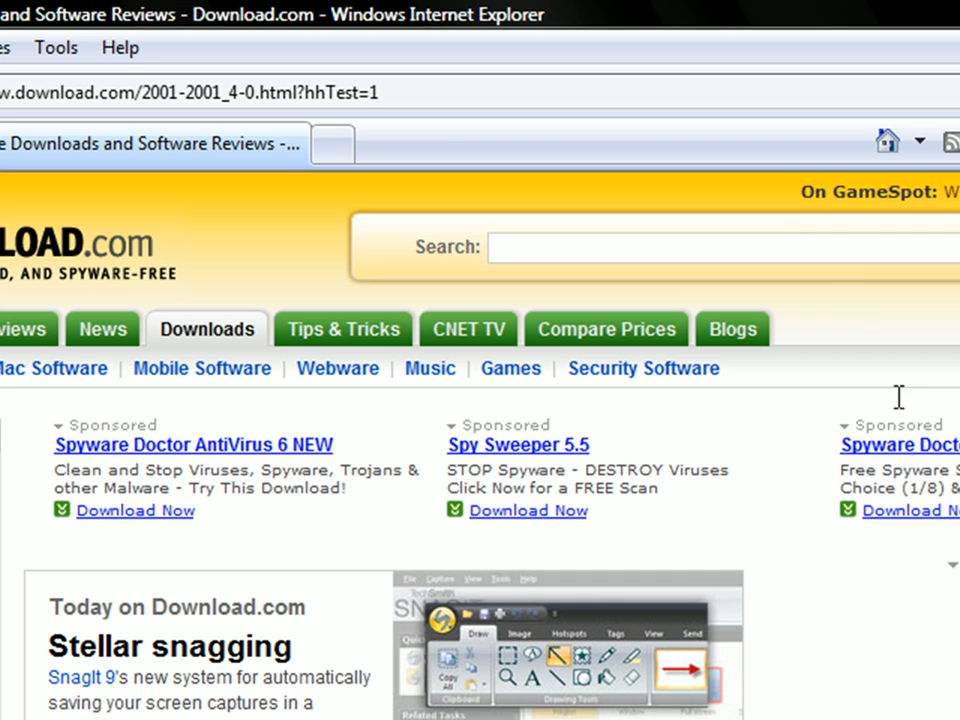 and Software Reviews - Download.com - Windows Internet Explorer
es Tools Help
w.download.com/2001-2001_4-0.html?hhTest=1
e Downloads and Software Reviews -...
On GameSpot: W
LOAD.com
Search:
D, AND SPYWARE-FREE
views News Downloads Tips & Tricks CNET TV Compare Prices Blogs
Mac Software | Mobile Software | Webware | Music | Games | Security Software
Sponsored
Spyware Doctor AntiVirus 6 NEW
Clean and Stop Viruses, Spyware, Trojans &
other Malware - Try This Download!
Download Now
Sponsored
Spy Sweeper 5.5
STOP Spyware - DESTROY Viruses
Click Now for a FREE Scan
Download Now
Sponsored
Spyware Doct
Free Spyware S
Choice (1/8) &
Download No
Today on Download.com
Stellar snagging
SnagIt 9's new system for automatically
saving your screen captures in a
File Capture View Tools Help
TechSmith
SNAG
Quic
Draw Image Hotspots Tags View Send
Copy All
Clipboard Drawing Tools
Related Tasks
Window